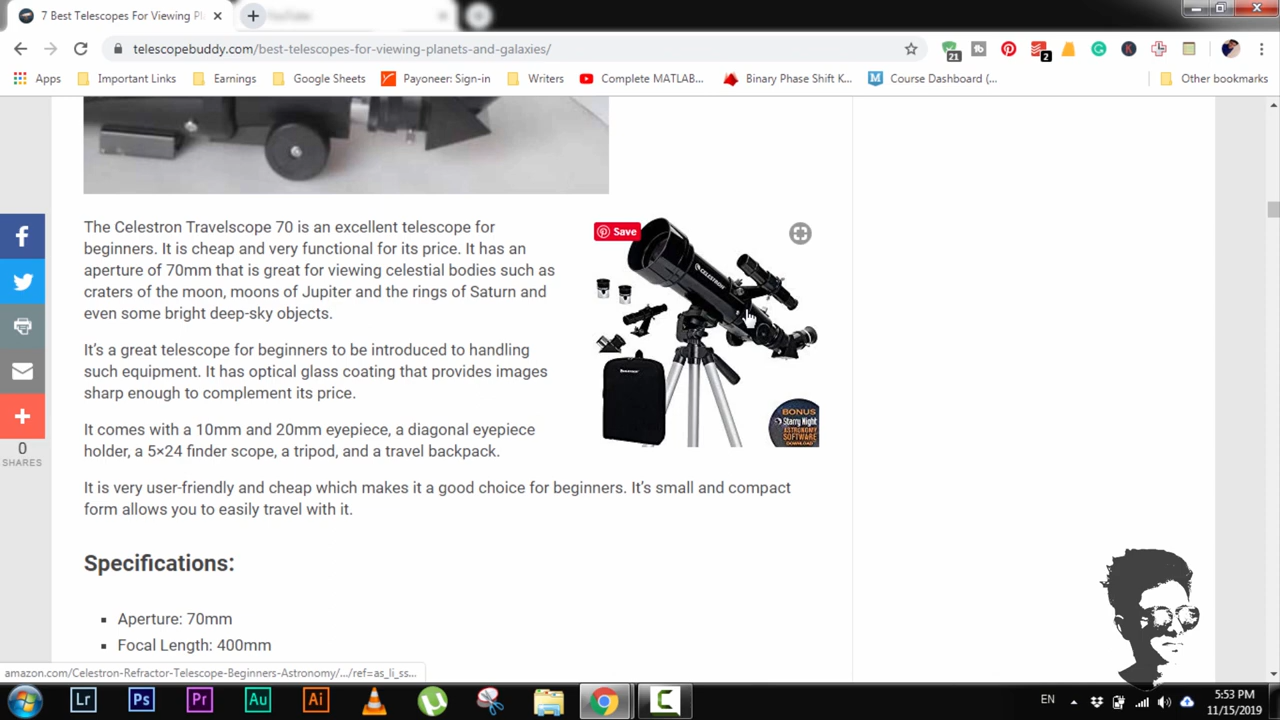 7 Best Telescopes For Viewing Pl
YouTube
telescopebuddy.com/best-telescopes-for-viewing-planets-and-galaxies/
21
2
Apps
Important Links
Earnings
Google Sheets
Payoneer: Sign-in
Writers
Complete MATLAB...
Binary Phase Shift K...
Course Dashboard (...
Other bookmarks
The Celestron Travelscope 70 is an excellent telescope for
beginners. It is cheap and very functional for its price. It has an
aperture of 70mm that is great for viewing celestial bodies such as
craters of the moon, moons of Jupiter and the rings of Saturn and
even some bright deep-sky objects.
It's a great telescope for beginners to be introduced to handling
such equipment. It has optical glass coating that provides images
sharp enough to complement its price.
It comes with a 10mm and 20mm eyepiece, a diagonal eyepiece
holder, a 5×24 finder scope, a tripod, and a travel backpack.
It is very user-friendly and cheap which makes it a good choice for beginners. It's small and compact
form allows you to easily travel with it.
Save
CELESTRON
BONUS
Starry Night
ASTRONOMY
SOFTWARE
DOWNLOAD
0
SHARES
Specifications:
Aperture: 70mm
Focal Length: 400mm
amazon.com/Celestron-Refractor-Telescope-Beginners-Astronomy/.../ref=as_li_ss...
Lr
Ps
Pr
Au
Ai
EN
5:53 PM
11/15/2019